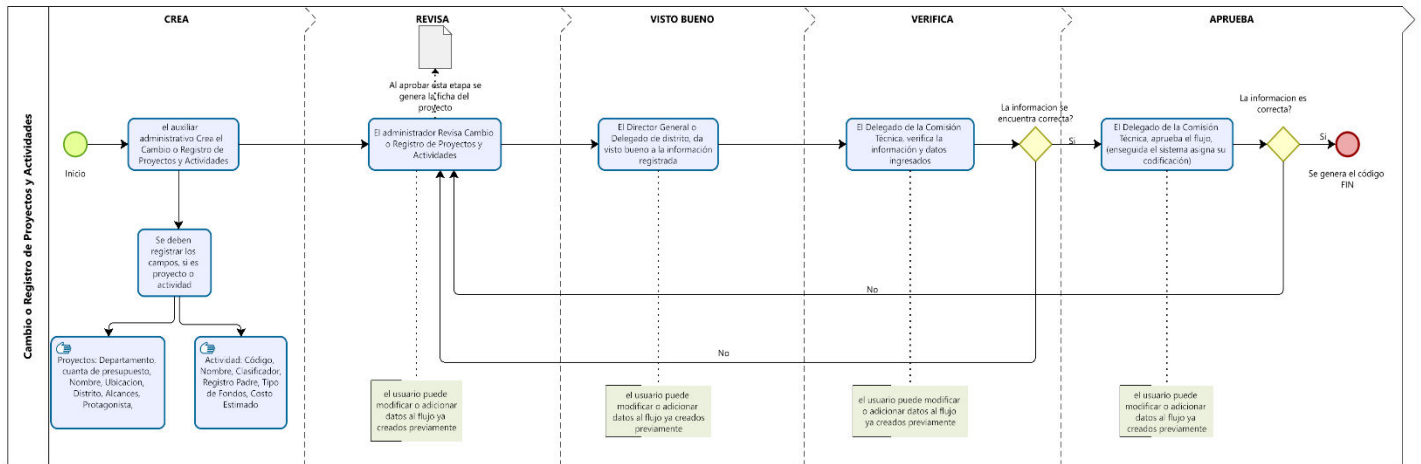 CREA
REVISA
VISTO BUENO
VERIFICA
APRUEBA
Cambio o Registro de Proyectos y Actividades
Inicio
el auxiliar
administrativo Crea el
Cambio o Registro de
Proyectos y Actividades
Se deben
registrar los
campos, si es
proyecto o
actividad
Proyectos: Departamento,
cuanta de presupuesto,
Nombre, Ubicacion,
Distrito, Alcances,
Protagonista,
Actividad: Código,
Nombre, Clasificador,
Registro Padre, Tipo
de Fondos, Costo
Estimado
Al aprobar esta etapa se
genera la ficha del
proyecto
El administrador Revisa Cambio
o Registro de Proyectos y
Actividades
el usuario puede
modificar o adicionar
datos al flujo ya
creados previamente
El Director General o
Delegado de distrito, da
visto bueno a la información
registrada
el usuario puede
modificar o adicionar
datos al flujo ya creados
previamente
El Delegado de la Comisión
Técnica, verifica la
información y datos
ingresados
La informacion se
encuentra correcta?
Si
No
el usuario puede modificar
o adicionar datos al flujo
ya creados previamente
El Delegado de la Comisión
Técnica, aprueba el flujo,
(enseguida el sistema asigna su
codificación)
La informacion es
correcta?
Si
No
Se genera el código
FIN
el usuario puede
modificar o adicionar
datos al flujo ya
creados previamente